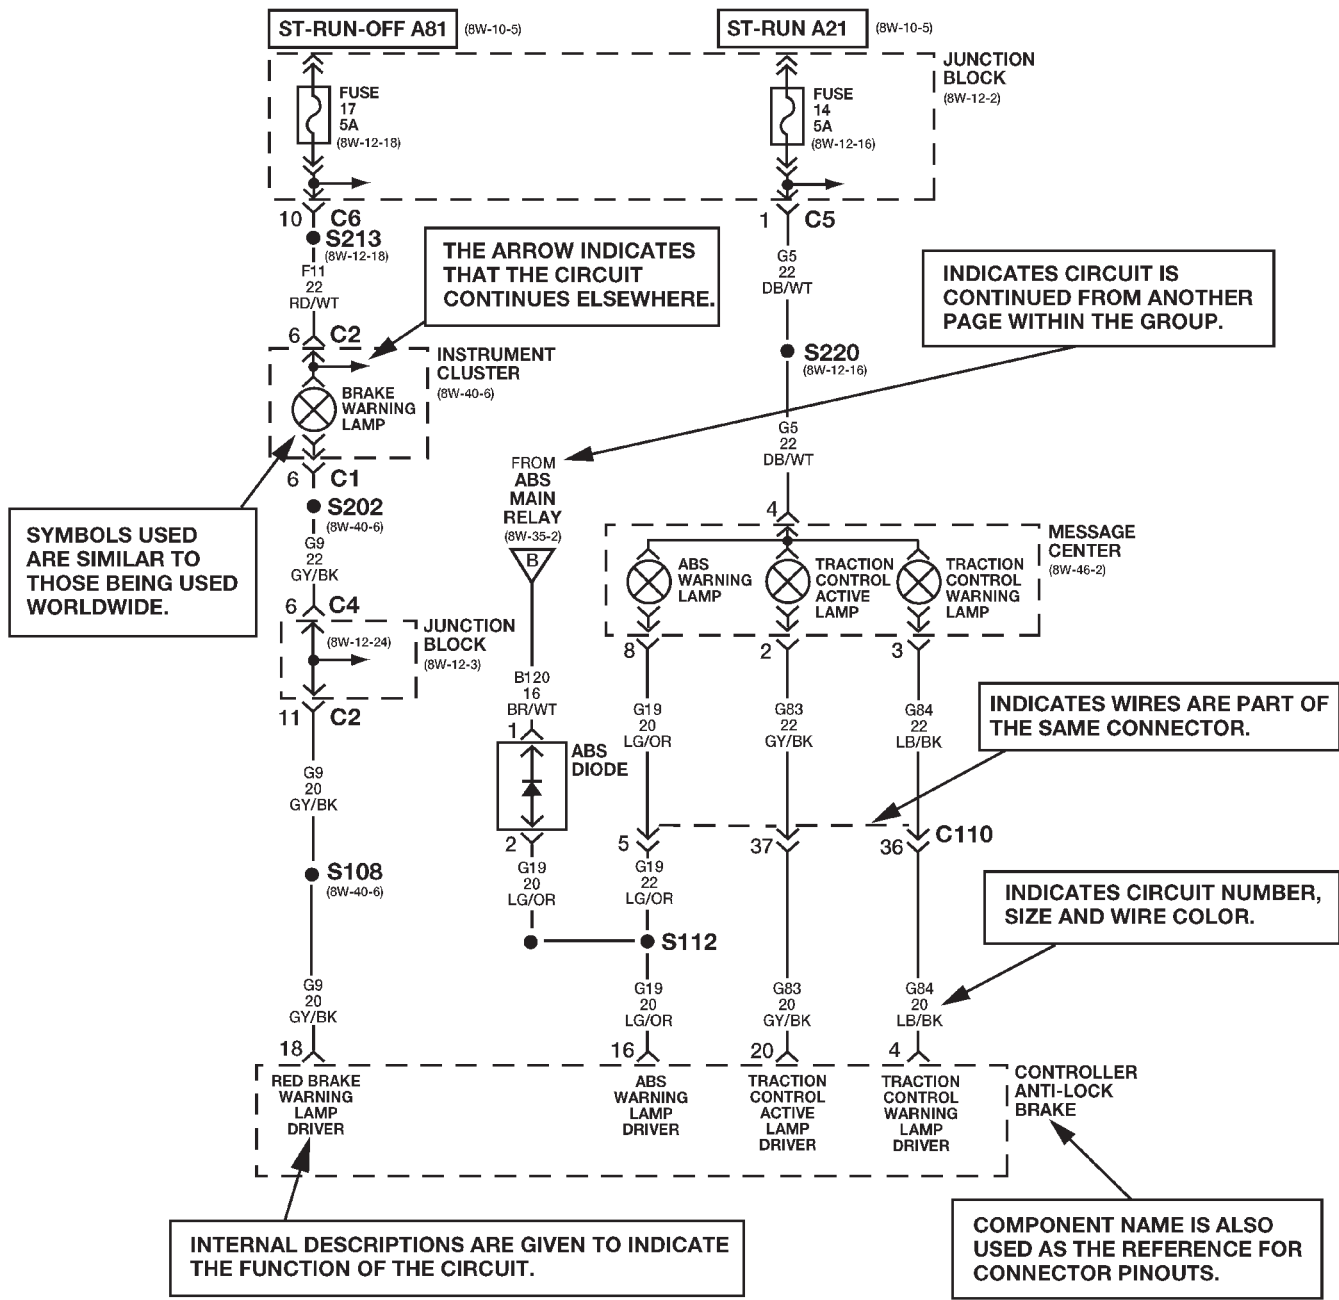 ST-RUN-OFF A81
(8W-10-5)
ST-RUN A21
(8W-10-5)
JUNCTION
BLOCK
(8W-12-2)
FUSE
17
5A
(8W-12-18)
FUSE
14
5A
(8W-12-16)
10
C6
S213
(8W-12-18)
F11
22
RD/WT
6
C2
THE ARROW INDICATES
THAT THE CIRCUIT
CONTINUES ELSEWHERE.
1
C5
G5
22
DB/WT
S220
(8W-12-16)
G5
22
DB/WT
4
INDICATES CIRCUIT IS
CONTINUED FROM ANOTHER
PAGE WITHIN THE GROUP.
INSTRUMENT
CLUSTER
(8W-40-6)
BRAKE
WARNING
LAMP
6
C1
S202
(8W-40-6)
G9
22
GY/BK
6
C4
SYMBOLS USED
ARE SIMILAR TO
THOSE BEING USED
WORLDWIDE.
FROM
ABS
MAIN
RELAY
(8W-35-2)
B
MESSAGE
CENTER
(8W-46-2)
ABS
WARNING
LAMP
TRACTION
CONTROL
ACTIVE
LAMP
TRACTION
CONTROL
WARNING
LAMP
JUNCTION
BLOCK
(8W-12-3)
(8W-12-24)
11
C2
B120
16
BR/WT
1
ABS
DIODE
2
8
2
3
G19
20
LG/OR
G83
22
GY/BK
G84
22
LB/BK
INDICATES WIRES ARE PART OF
THE SAME CONNECTOR.
G9
20
GY/BK
5
37
36
C110
S108
(8W-40-6)
G19
20
LG/OR
G19
22
LG/OR
S112
INDICATES CIRCUIT NUMBER,
SIZE AND WIRE COLOR.
G9
20
GY/BK
G19
20
LG/OR
G83
20
GY/BK
G84
20
LB/BK
18
16
20
4
RED BRAKE
WARNING
LAMP
DRIVER
ABS
WARNING
LAMP
DRIVER
TRACTION
CONTROL
ACTIVE
LAMP
DRIVER
TRACTION
CONTROL
WARNING
LAMP
DRIVER
CONTROLLER
ANTI-LOCK
BRAKE
INTERNAL DESCRIPTIONS ARE GIVEN TO INDICATE
THE FUNCTION OF THE CIRCUIT.
COMPONENT NAME IS ALSO
USED AS THE REFERENCE FOR
CONNECTOR PINOUTS.